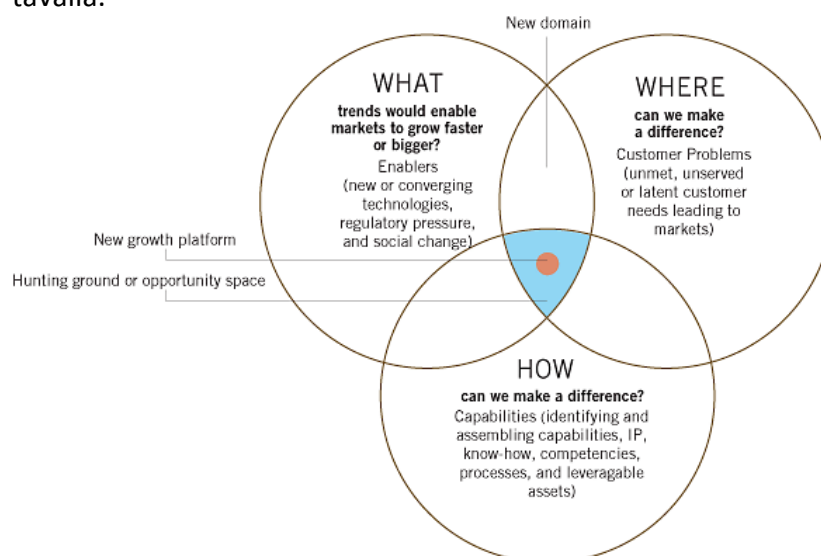 tavalla.
New domain
WHAT
trends would enable
markets to grow faster
or bigger?
Enablers
(new or converging
technologies,
regulatory pressure,
and social change)
WHERE
can we make
a difference?
Customer Problems
(unmet, unserved
or latent customer
needs leading to
markets)
New growth platform
Hunting ground or opportunity space
HOW
can we make a difference?
Capabilities (identifying and
assembling capabilities, IP,
know-how, competencies,
processes, and leveragable
assets)